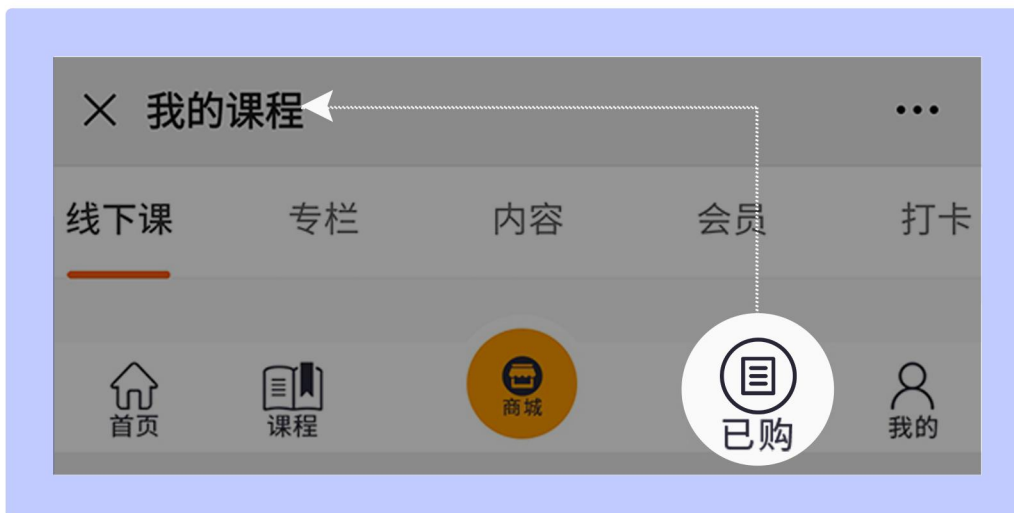 我的课程
线下课 专栏 内容 会员 打卡
首页 课程 商城 已购 我的